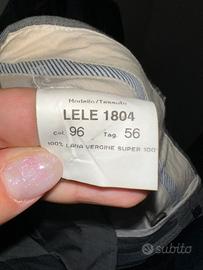 Modello/Tessuto
LELE 1804
Col. 96 Tag. 56
100% LANA VERGINE SUPER 100'
subito